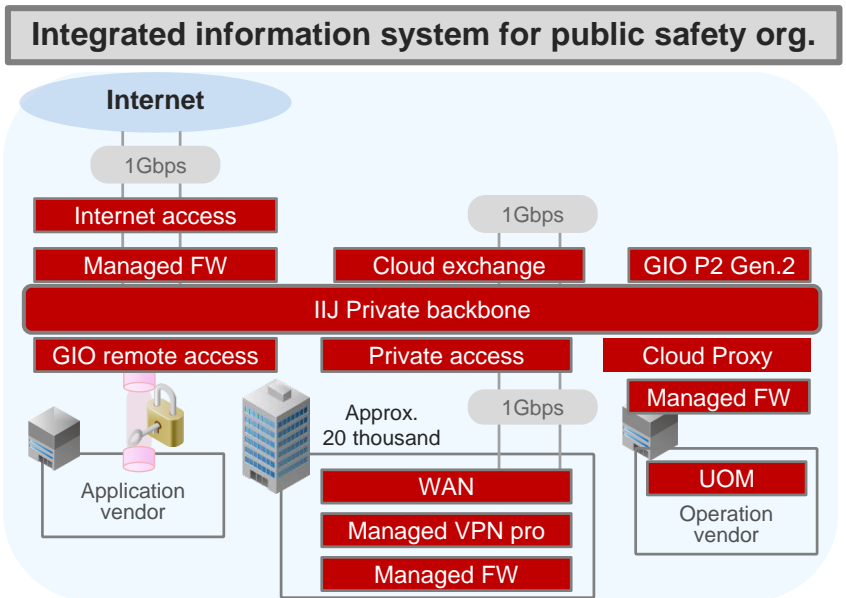 Integrated information system for public safety org.
Internet
1Gbps
Internet access
1Gbps
Managed FW
Cloud exchange
GIO P2 Gen.2
IIJ Private backbone
GIO remote access
Private access
Cloud Proxy
Managed FW
Approx.
20 thousand
1Gbps
Application
vendor
WAN
Managed VPN pro
Managed FW
UOM
Operation
vendor